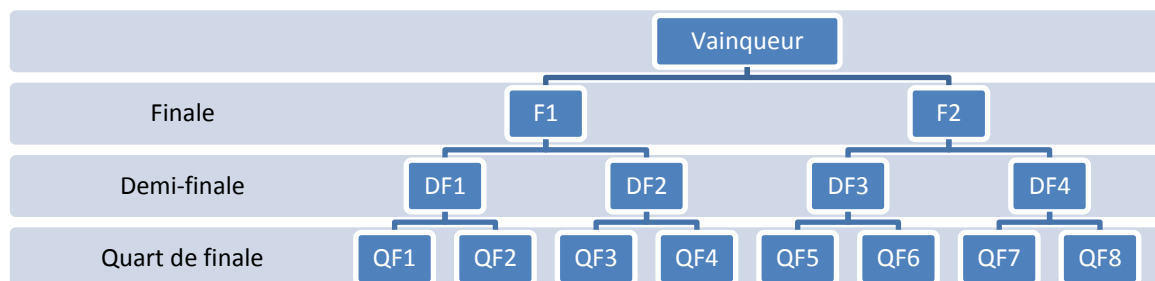 Vainqueur
Finale F1 F2
Demi-finale DF1 DF2 DF3 DF4
Quart de finale QF1 QF2 QF3 QF4 QF5 QF6 QF7 QF8